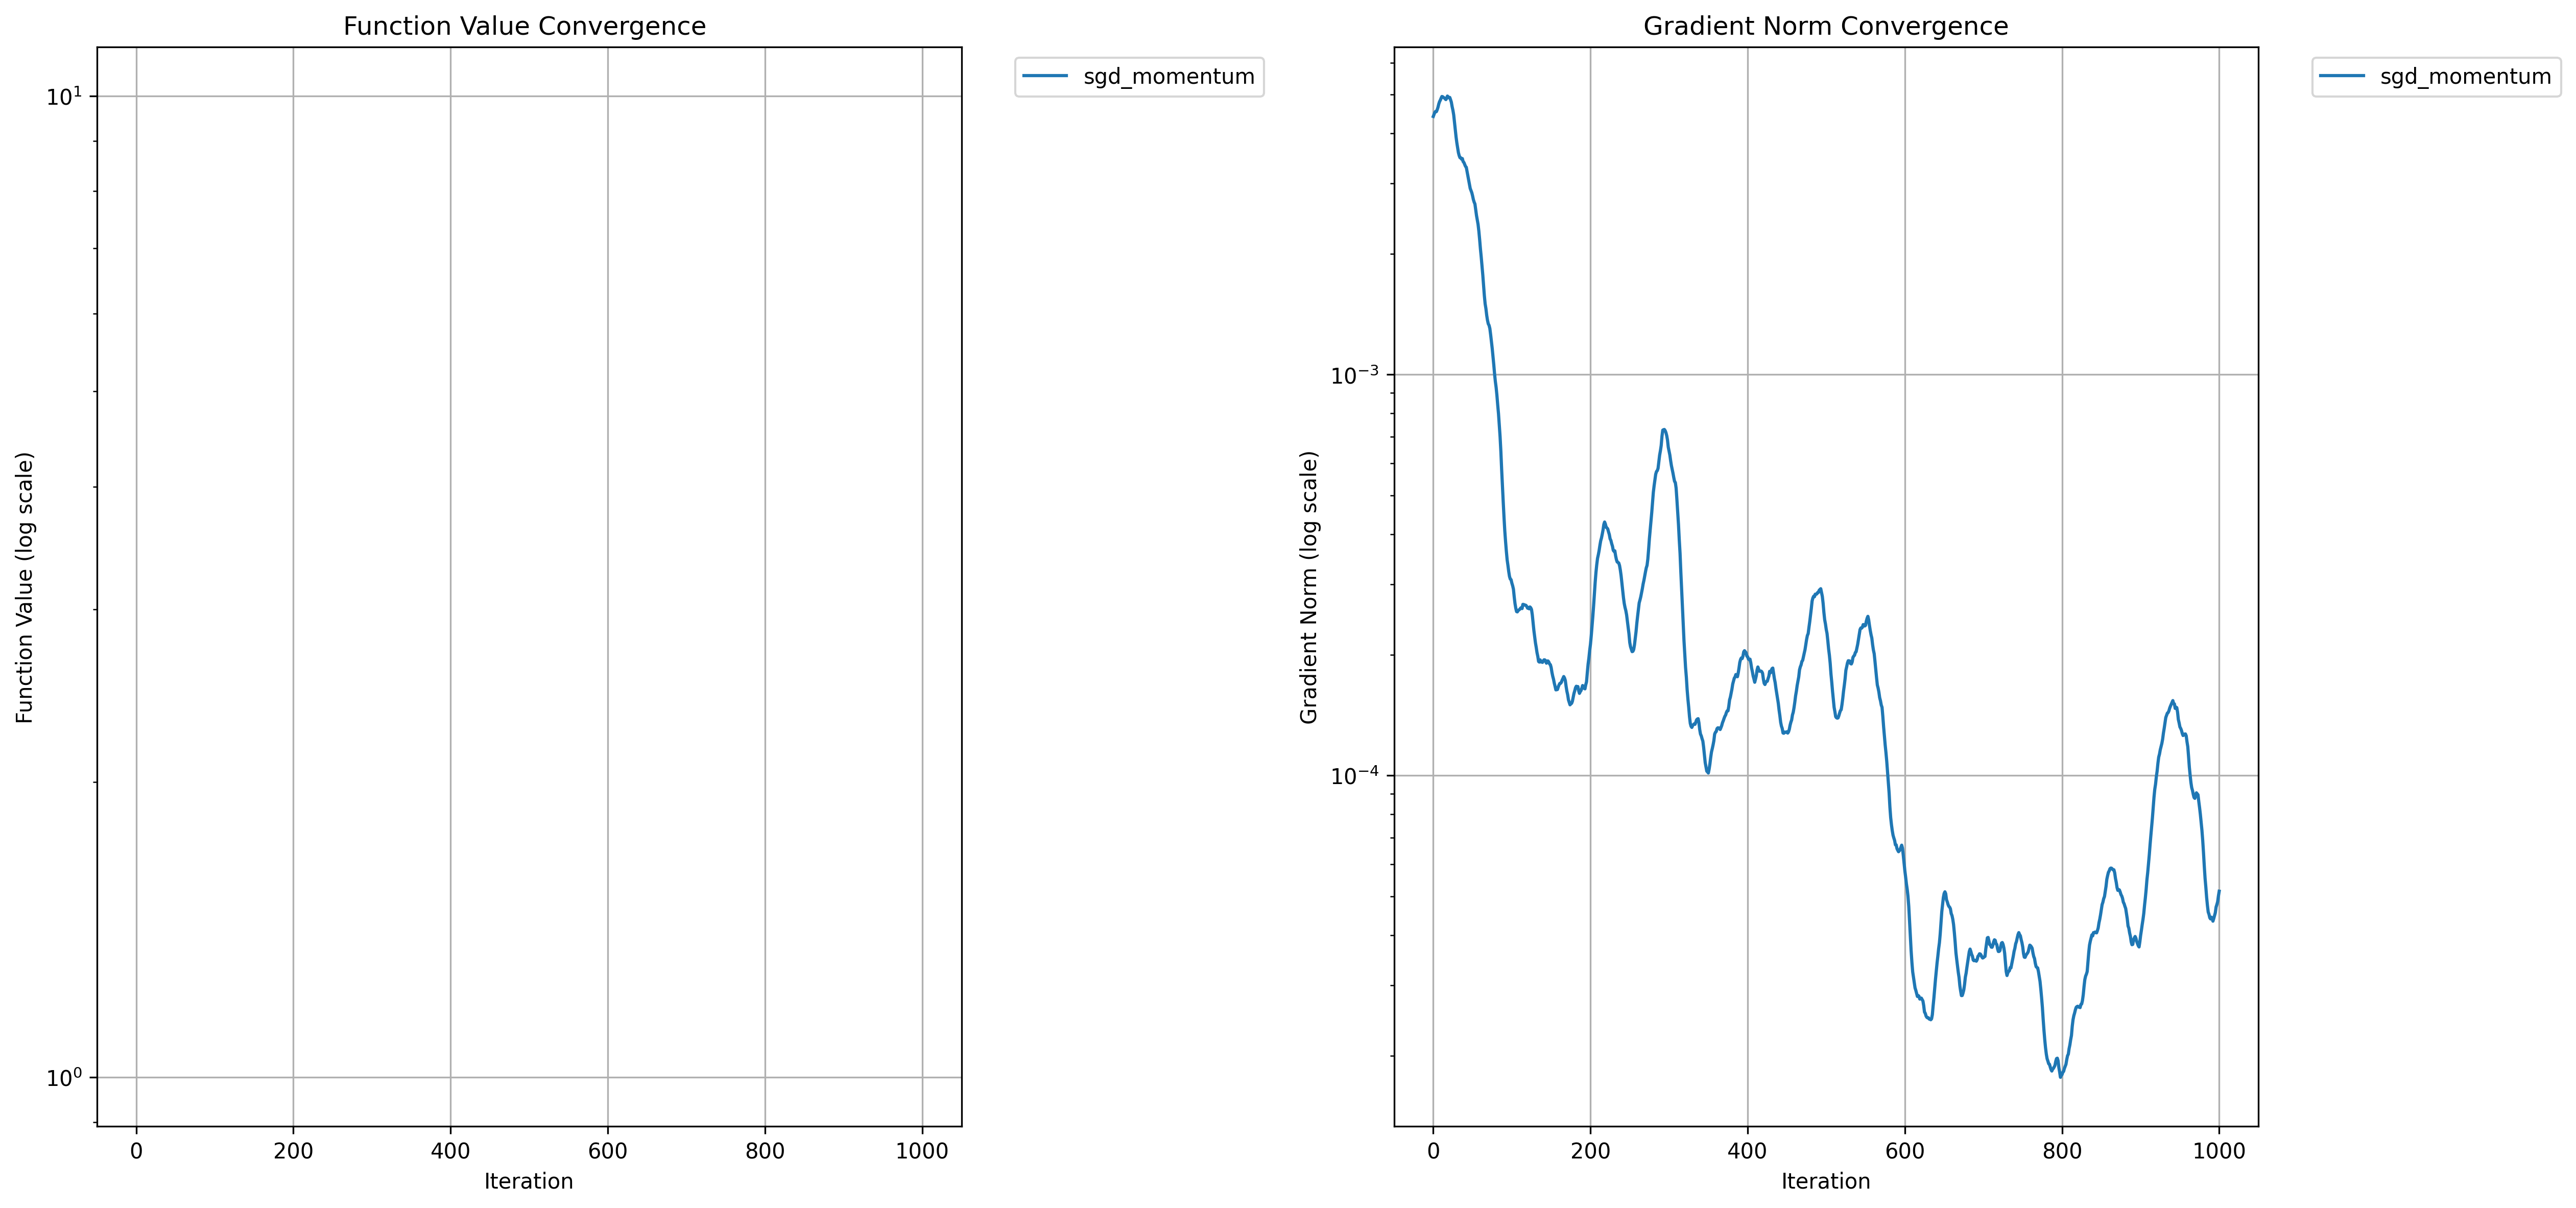 Function Value Convergence
10¹
10⁰
Function Value (log scale)
0 200 400 600 800 1000
Iteration
sgd_momentum
Gradient Norm Convergence
10⁻³
10⁻⁴
Gradient Norm (log scale)
0 200 400 600 800 1000
Iteration
sgd_momentum